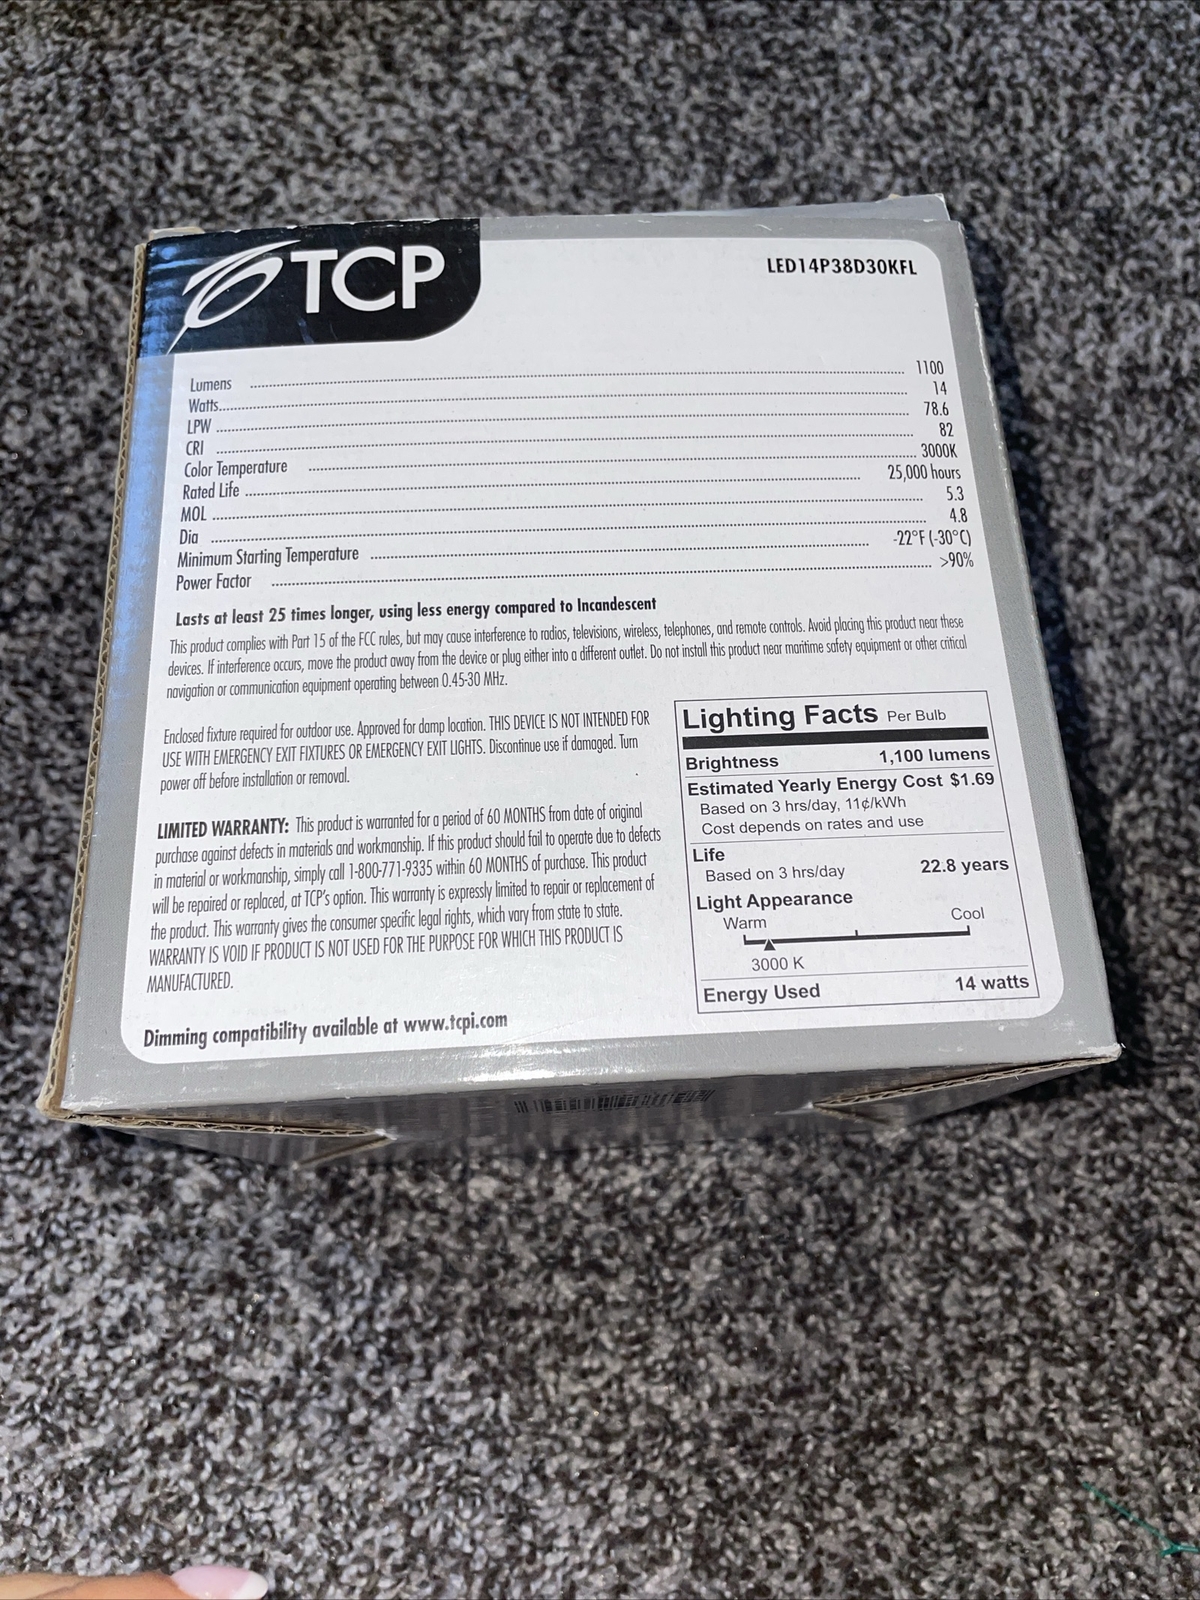 TCP
LED14P38D30KFL
Lumens 1100
Watts 14
LPW 78.6
CRI 82
Color Temperature 3000K
Rated Life 25,000 hours
MOL 5.3
Dia 4.8
Minimum Starting Temperature -22°F (-30°C)
Power Factor >90%
Lasts at least 25 times longer, using less energy compared to Incandescent
This product complies with Part 15 of the FCC rules, but may cause interference to radios, televisions, wireless, telephones, and remote controls. Avoid placing this product near these
devices. If interference occurs, move the product away from the device or plug either into a different outlet. Do not install this product near maritime safety equipment or other critical
navigation or communication equipment operating between 0.45-30 MHz.
Enclosed fixture required for outdoor use. Approved for damp location. THIS DEVICE IS NOT INTENDED FOR
USE WITH EMERGENCY EXIT FIXTURES OR EMERGENCY EXIT LIGHTS. Discontinue use if damaged. Turn
power off before installation or removal.
LIMITED WARRANTY: This product is warranted for a period of 60 MONTHS from date of original
purchase against defects in materials and workmanship. If this product should fail to operate due to defects
in material or workmanship, simply call 1-800-771-9335 within 60 MONTHS of purchase. This product
will be repaired or replaced, at TCP's option. This warranty is expressly limited to repair or replacement of
the product. This warranty gives the consumer specific legal rights, which vary from state to state.
WARRANTY IS VOID IF PRODUCT IS NOT USED FOR THE PURPOSE FOR WHICH THIS PRODUCT IS
MANUFACTURED.
Dimming compatibility available at www.tcpi.com
Lighting Facts Per Bulb
Brightness 1,100 lumens
Estimated Yearly Energy Cost $1.69
Based on 3 hrs/day, 11¢/kWh
Cost depends on rates and use
Life
Based on 3 hrs/day 22.8 years
Light Appearance
Warm Cool
3000 K
Energy Used 14 watts